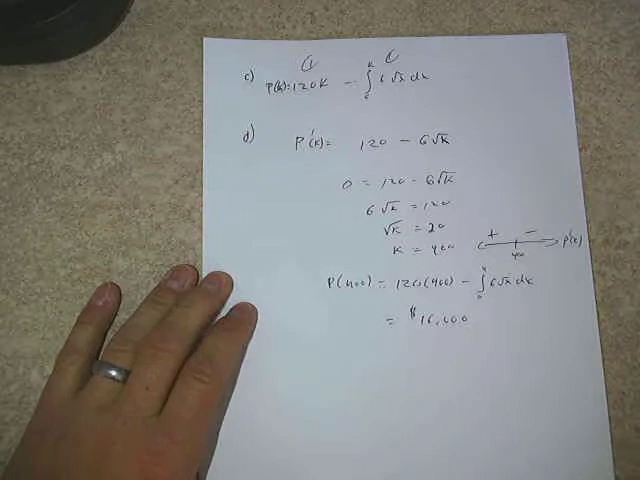 c) P(k): 120k - ∫ 6√x dx
d) P'(k) = 120 - 6√k
0 = 120 - 6√k
6√k = 120
√k = 20
k = 400
+ - P'(k)
400
P(400) = 120(400) - ∫ 6√x dx
= $16,000